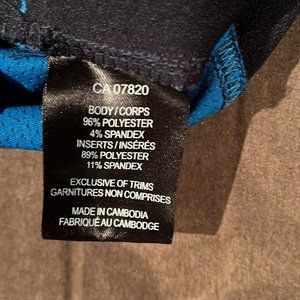 CA 07820
BODY / CORPS
96% POLYESTER
4% SPANDEX
INSERTS / INSÉRÉS
89% POLYESTER
11% SPANDEX
EXCLUSIVE OF TRIMS
GARNITURES NON COMPRISES
MADE IN CAMBODIA
FABRIQUÉ AU CAMBODGE